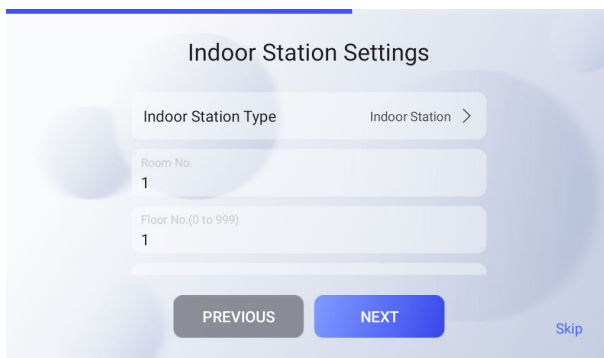 Indoor Station Settings
Indoor Station Type Indoor Station
Room No.
1
Floor No.(0 to 999)
1
PREVIOUS NEXT
Skip